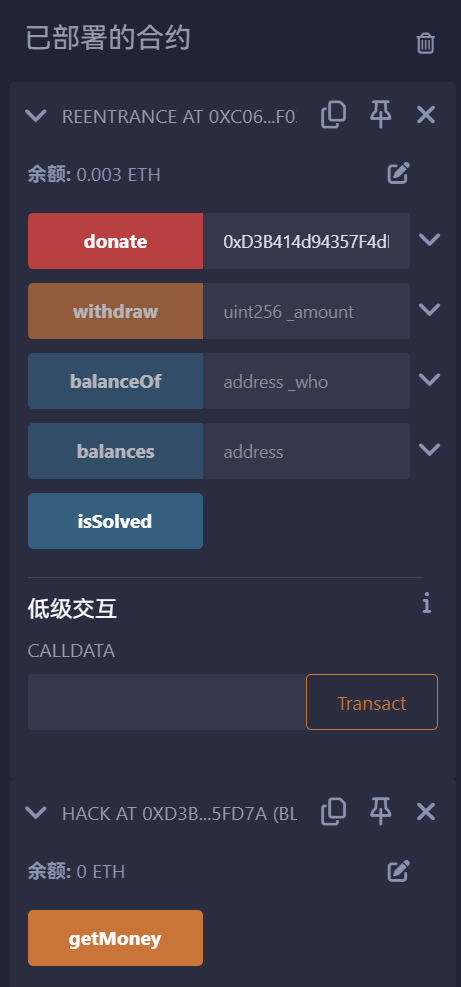 已部署的合约
REENTRANCE AT 0XC06...F0
余额: 0.003 ETH
donate 0xD3B414d94357F4d
withdraw uint256 _amount
balanceOf address _who
balances address
isSolved
低级交互
CALLDATA
Transact
HACK AT 0XD3B...5FD7A (BL
余额: 0 ETH
getMoney